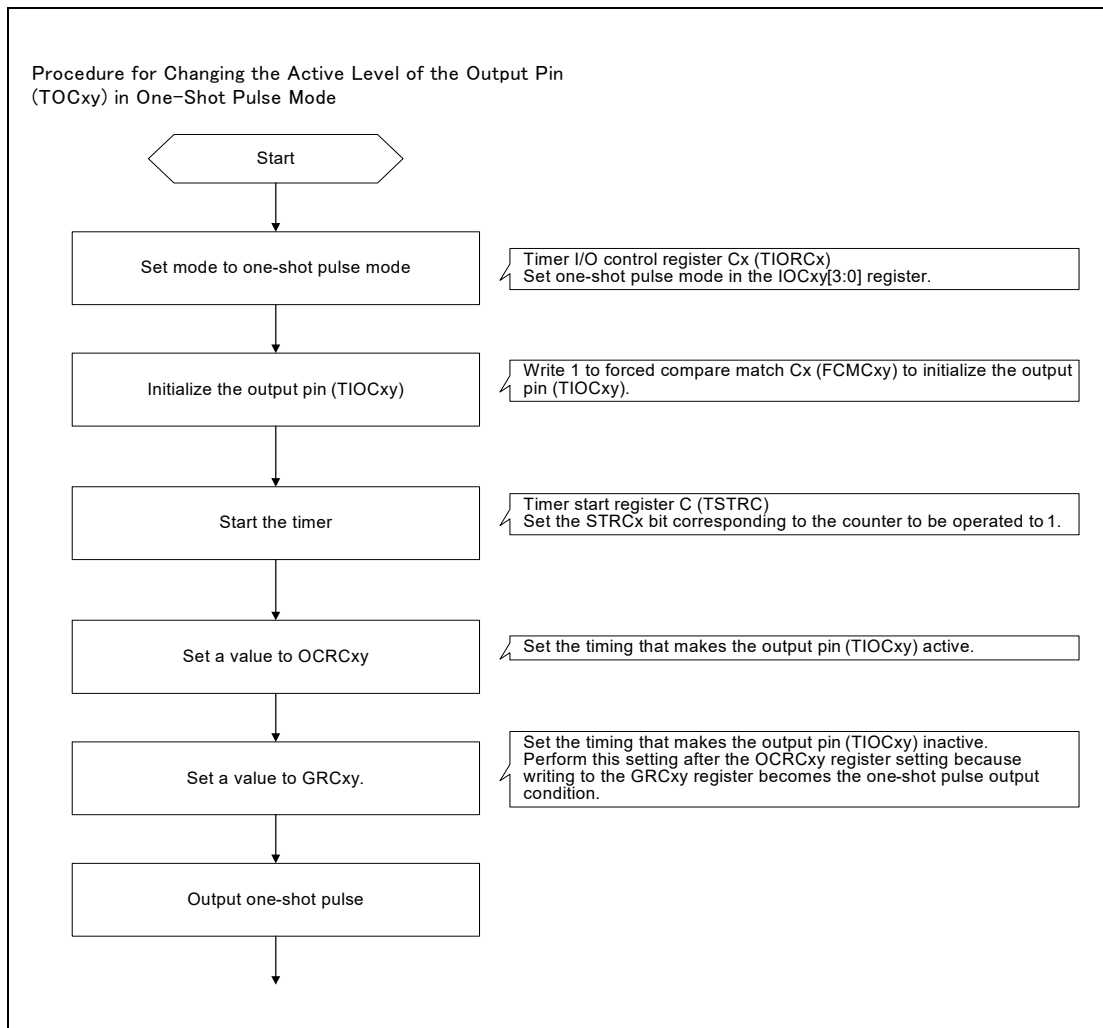 Procedure for Changing the Active Level of the Output Pin
(TOCxy) in One-Shot Pulse Mode
Start
Set mode to one-shot pulse mode
Timer I/O control register Cx (TIORCx)
Set one-shot pulse mode in the IOCxy[3:0] register.
Initialize the output pin (TIOCxy)
Write 1 to forced compare match Cx (FCMCxy) to initialize the output
pin (TIOCxy).
Start the timer
Timer start register C (TSTRC)
Set the STRCx bit corresponding to the counter to be operated to 1.
Set a value to OCRCxy
Set the timing that makes the output pin (TIOCxy) active.
Set a value to GRCxy.
Set the timing that makes the output pin (TIOCxy) inactive.
Perform this setting after the OCRCxy register setting because
writing to the GRCxy register becomes the one-shot pulse output
condition.
Output one-shot pulse